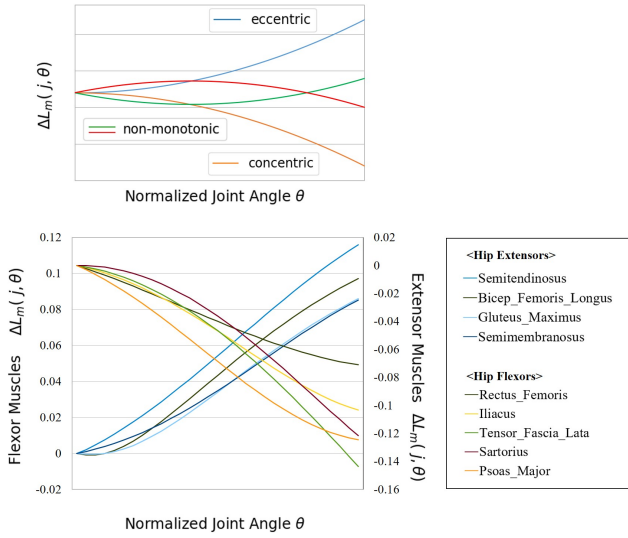 eccentric
ΔLm( j,θ)
non-monotonic
concentric
Normalized Joint Angle θ
Flexor Muscles ΔLm( j,θ)
0.12
0.1
0.08
0.06
0.04
0.02
0
-0.02
0.02
0
-0.02
-0.04
-0.06
-0.08
-0.1
-0.12
-0.14
-0.16
Extensor Muscles ΔLm( j,θ)
Normalized Joint Angle θ
<Hip Extensors>
Semitendinosus
Bicep_Femoris_Longus
Gluteus_Maximus
Semimembranosus
<Hip Flexors>
Rectus_Femoris
Iliacus
Tensor_Fascia_Lata
Sartorius
Psoas_Major